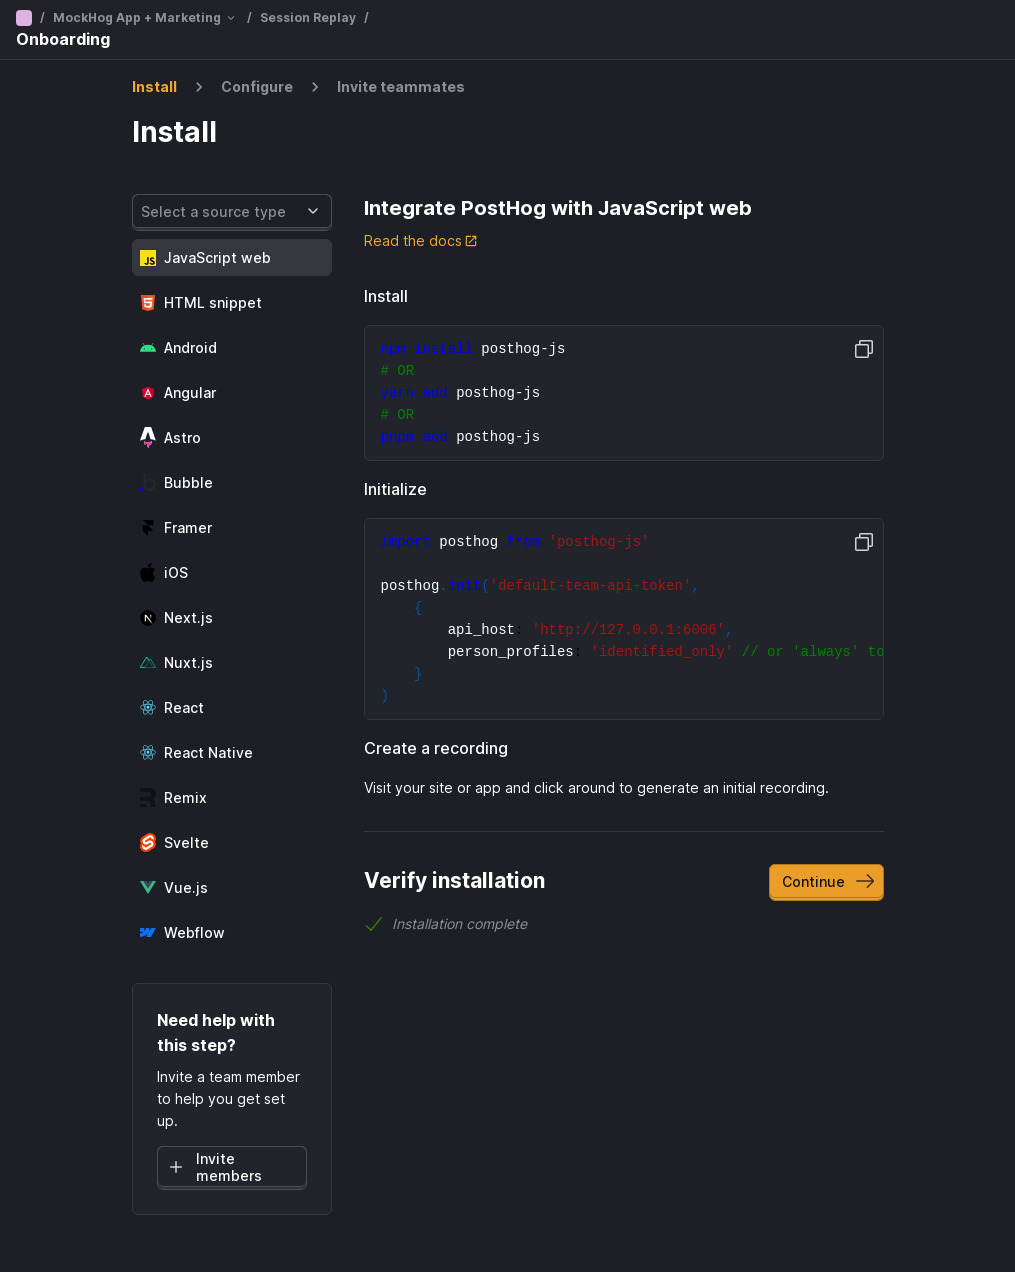 / MockHog App + Marketing / Session Replay /
Onboarding
Install Configure Invite teammates
Install
Select a source type
JavaScript web
HTML snippet
Android
Angular
Astro
Bubble
Framer
iOS
Next.js
Nuxt.js
React
React Native
Remix
Svelte
Vue.js
Webflow
Need help with
this step?
Invite a team member
to help you get set
up.
Invite
members
Integrate PostHog with JavaScript web
Read the docs
Install
npm install posthog-js
# OR
yarn add posthog-js
# OR
pnpm add posthog-js
Initialize
import posthog from 'posthog-js'
posthog.init('default-team-api-token',
{
api_host: 'http://127.0.0.1:6006',
person_profiles: 'identified_only' // or 'always' to
}
)
Create a recording
Visit your site or app and click around to generate an initial recording.
Verify installation
Continue
Installation complete